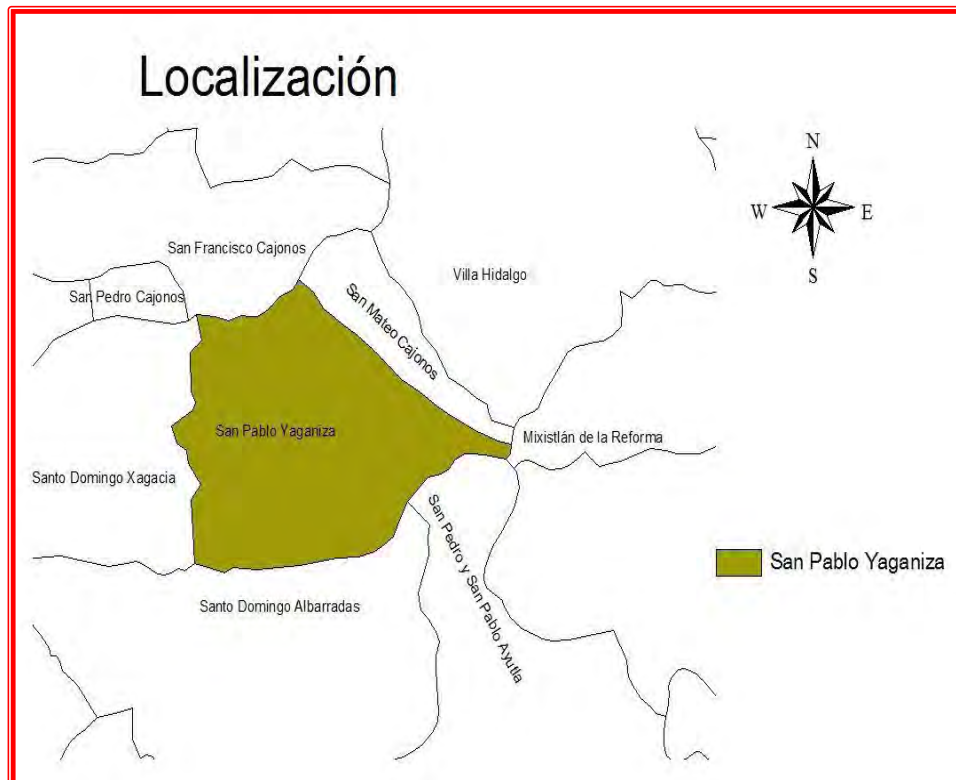 Localización
N
W E
S
San Francisco Cajonos
Villa Hidalgo
San Pedro Cajonos
San Mateo Cajonos
San Pablo Yaganiza
Mixistlán de la Reforma
Santo Domingo Xagacia
San Pedro y San Pablo Ayutla
San Pablo Yaganiza
Santo Domingo Albarradas